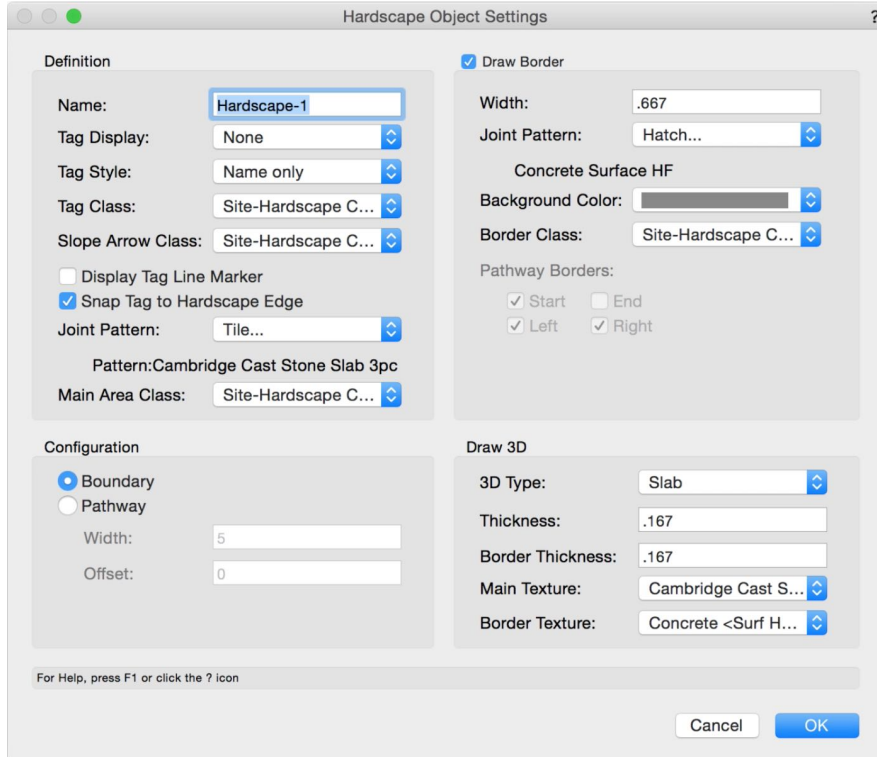 Hardscape Object Settings
?
Definition
Name: Hardscape-1
Tag Display: None
Tag Style: Name only
Tag Class: Site-Hardscape C...
Slope Arrow Class: Site-Hardscape C...
Display Tag Line Marker
Snap Tag to Hardscape Edge
Joint Pattern: Tile...
Pattern:Cambridge Cast Stone Slab 3pc
Main Area Class: Site-Hardscape C...
Draw Border
Width: .667
Joint Pattern: Hatch...
Concrete Surface HF
Background Color:
Border Class: Site-Hardscape C...
Pathway Borders:
Start End
Left Right
Configuration
Boundary
Pathway
Width: 5
Offset: 0
Draw 3D
3D Type: Slab
Thickness: .167
Border Thickness: .167
Main Texture: Cambridge Cast S...
Border Texture: Concrete <Surf H...
For Help, press F1 or click the ? icon
Cancel OK